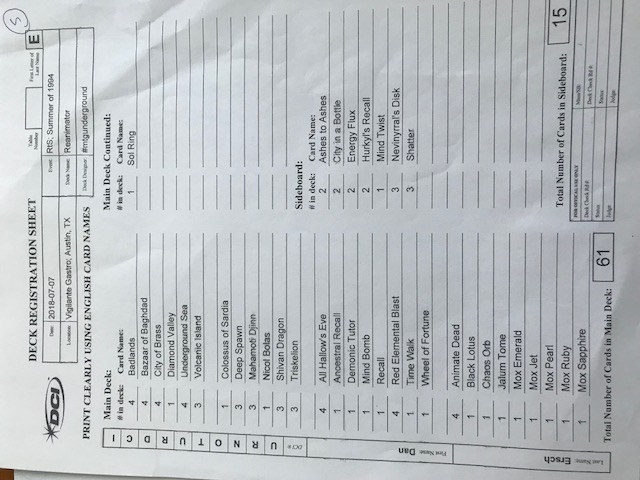 DECK REGISTRATION SHEET
5
DCI
Table Number
First Letter of Last Name
E
Date: 2018-07-07
Event: RtS; Summer of 1994
Location: Vigilante Gastro; Austin, TX
Deck Name: Reanimator
Deck Designer: #mtgunderground
PRINT CLEARLY USING ENGLISH CARD NAMES
Main Deck:
# in deck: Card Name:
4 Badlands
4 Bazaar of Baghdad
4 City of Brass
1 Diamond Valley
4 Underground Sea
3 Volcanic Island
1 Colossus of Sardia
3 Deep Spawn
3 Mahamoti Djinn
1 Nicol Bolas
3 Shivan Dragon
3 Triskelion
4 All Hallow's Eve
1 Ancestral Recall
1 Demonic Tutor
1 Mind Bomb
1 Recall
4 Red Elemental Blast
1 Time Walk
1 Wheel of Fortune
4 Animate Dead
1 Black Lotus
1 Chaos Orb
1 Jalum Tome
1 Mox Emerald
1 Mox Jet
1 Mox Pearl
1 Mox Ruby
1 Mox Sapphire
Total Number of Cards in Main Deck: 61
Main Deck Continued:
# in deck: Card Name:
1 Sol Ring
Sideboard:
# in deck: Card Name:
2 Ashes to Ashes
2 City in a Bottle
2 Energy Flux
2 Hurkyl's Recall
1 Mind Twist
3 Nevinyrral's Disk
3 Shatter
Total Number of Cards in Sideboard: 15
FOR OFFICAL USE ONLY
Deck Check Rd #
Status
Judge
Main/SB
Deck Check Rd #
Status
Judge
DCI #:
URNOTURDCI
First Name: Dan
Last Name: Ersch